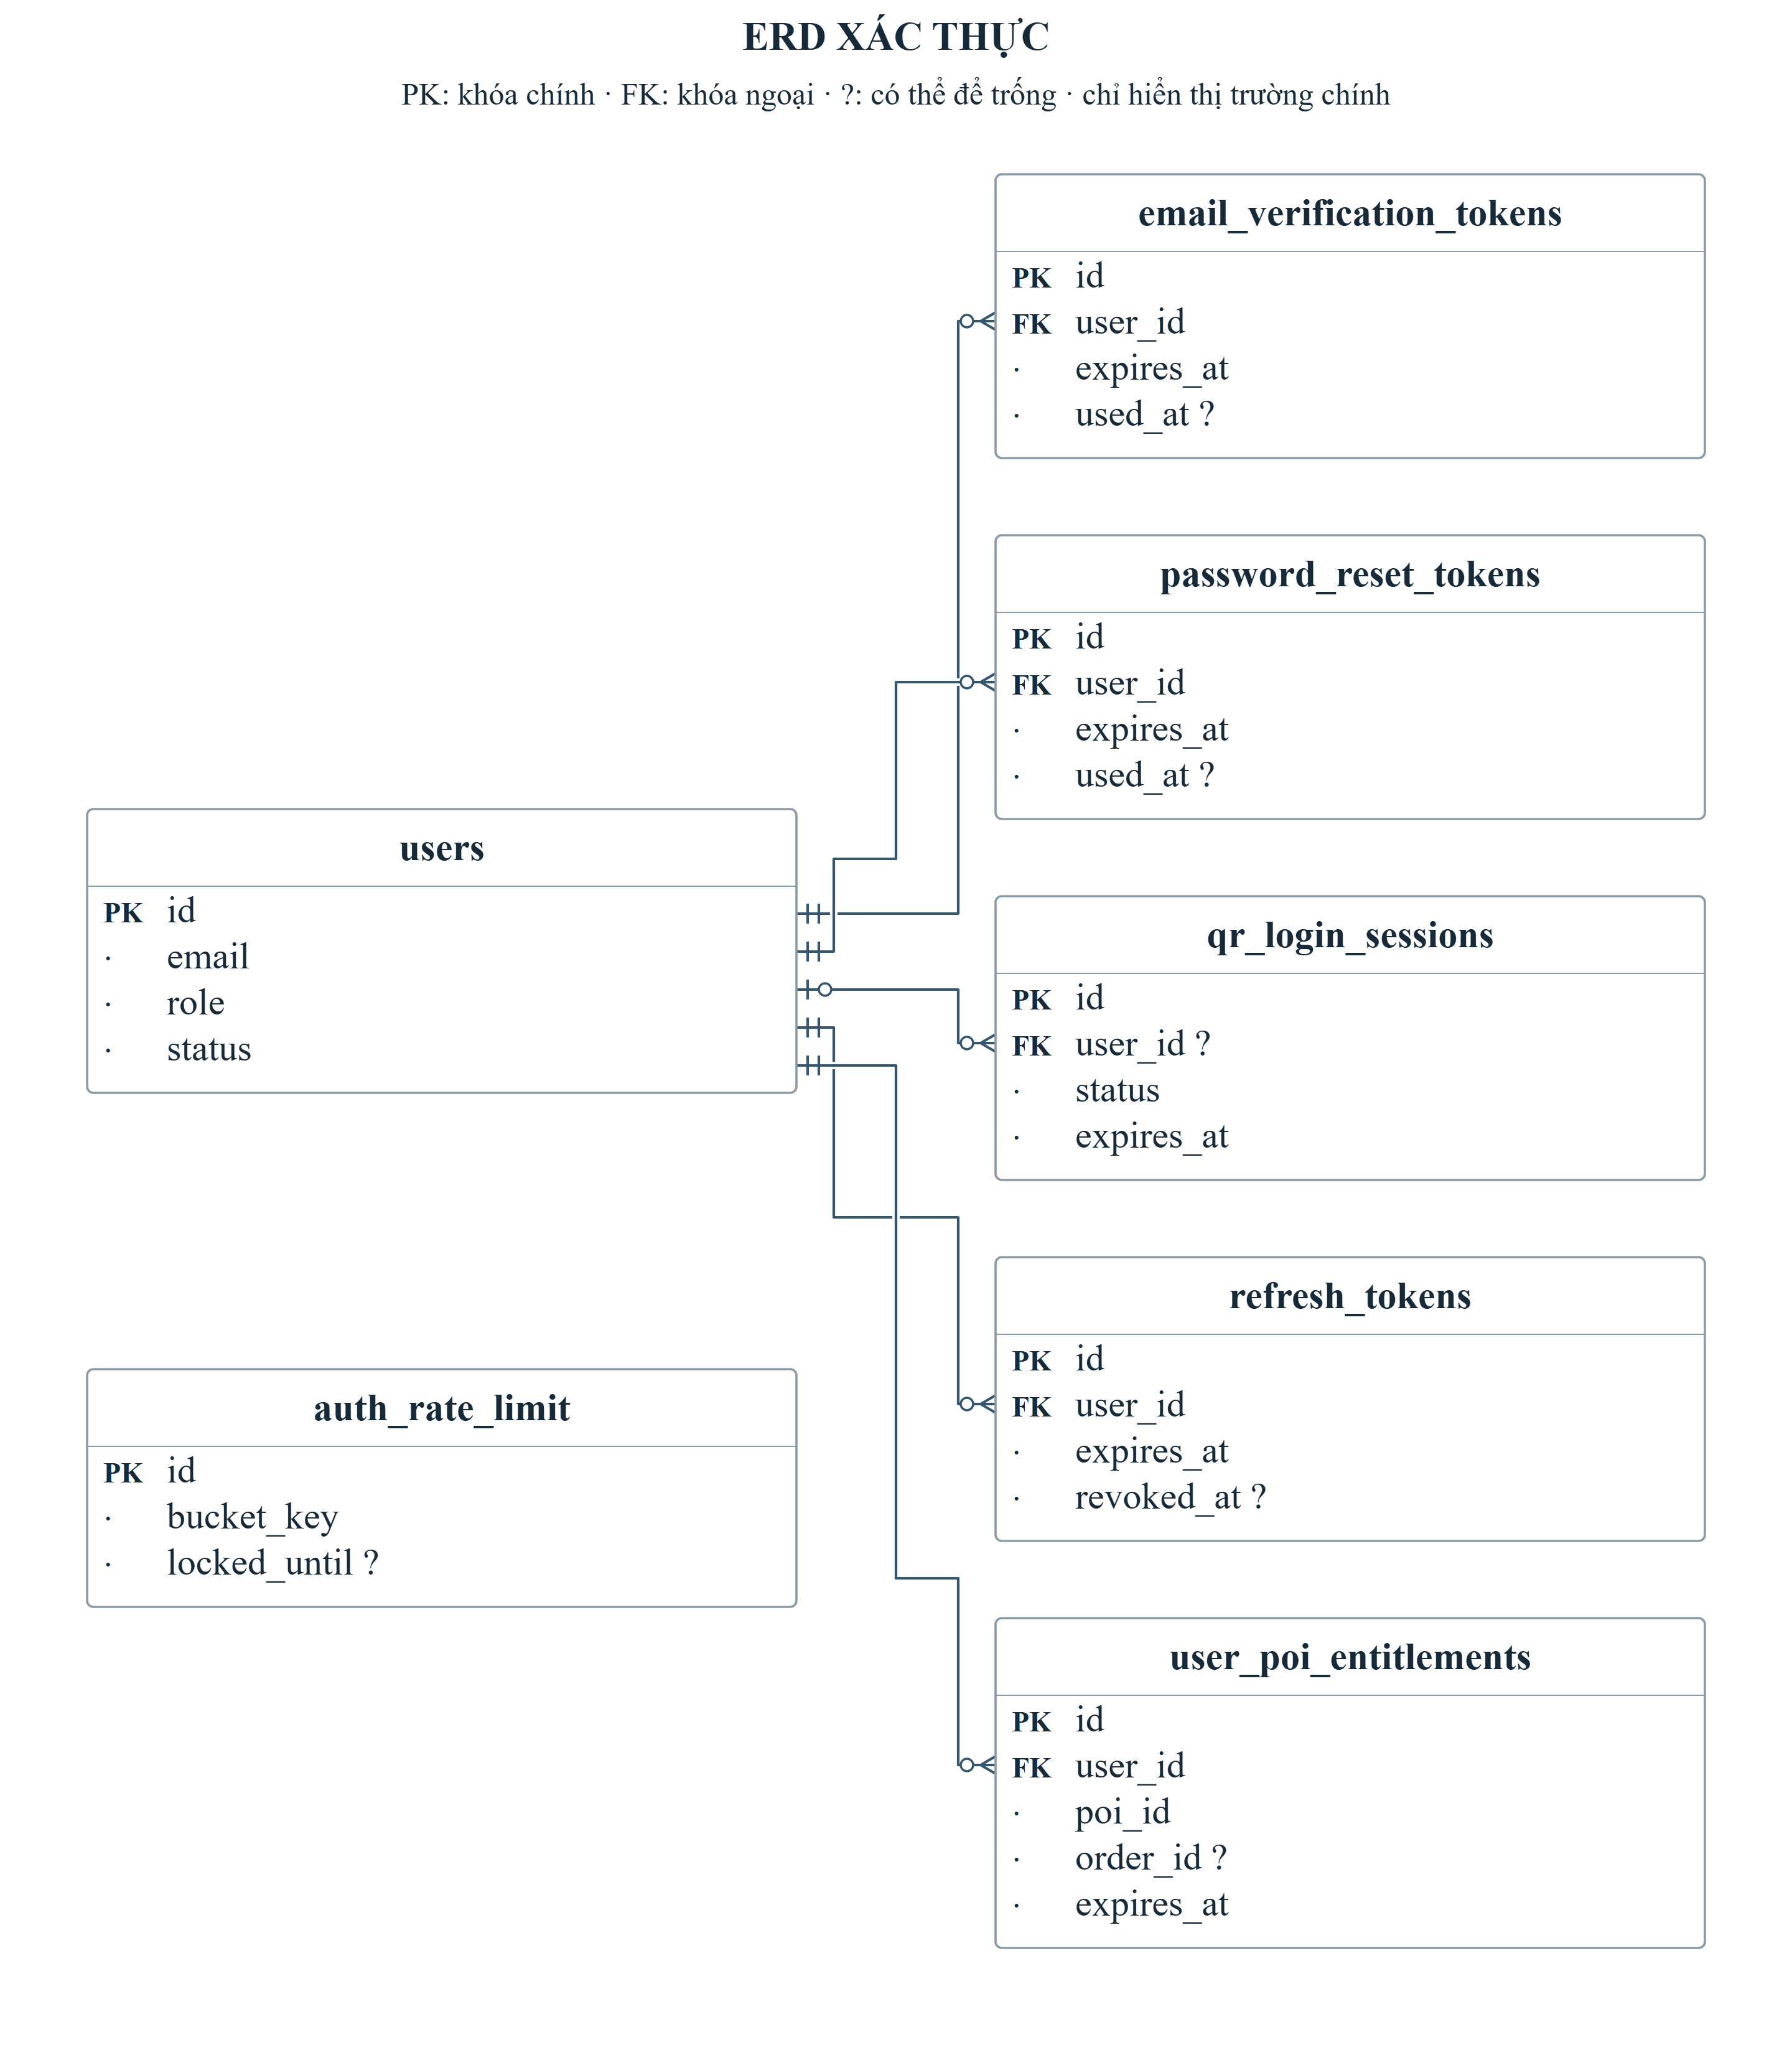 ERD XÁC THỰC
PK: khóa chính · FK: khóa ngoại · ?: có thể để trống · chỉ hiển thị trường chính
email_verification_tokens
PK id
FK user_id
· expires_at
· used_at ?
password_reset_tokens
PK id
FK user_id
· expires_at
· used_at ?
users
PK id
· email
· role
· status
qr_login_sessions
PK id
FK user_id ?
· status
· expires_at
refresh_tokens
PK id
FK user_id
· expires_at
· revoked_at ?
auth_rate_limit
PK id
· bucket_key
· locked_until ?
user_poi_entitlements
PK id
FK user_id
· poi_id
· order_id ?
· expires_at